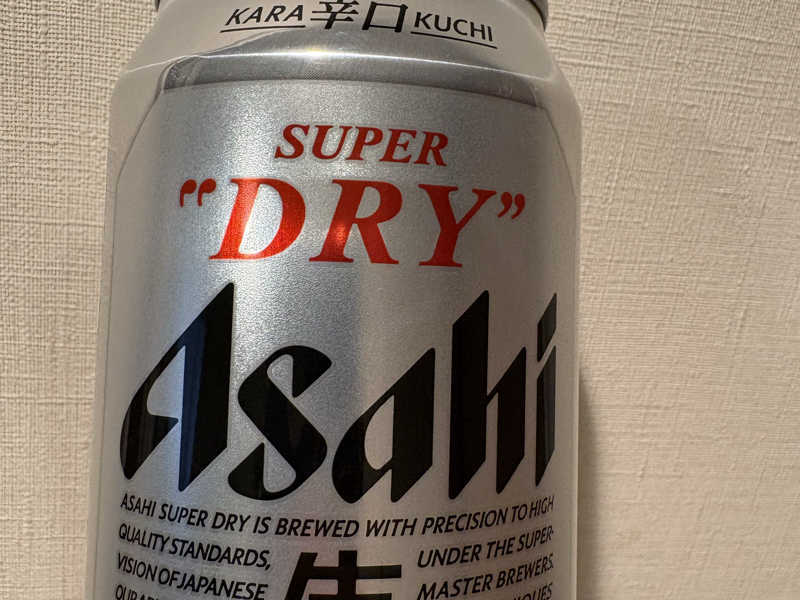 KARA 辛口 KUCHI
SUPER
"DRY"
Asahi
ASAHI SUPER DRY IS BREWED WITH PRECISION TO HIGH
QUALITY STANDARDS, UNDER THE SUPER-
VISION OF JAPANESE 生 MASTER BREWERS.